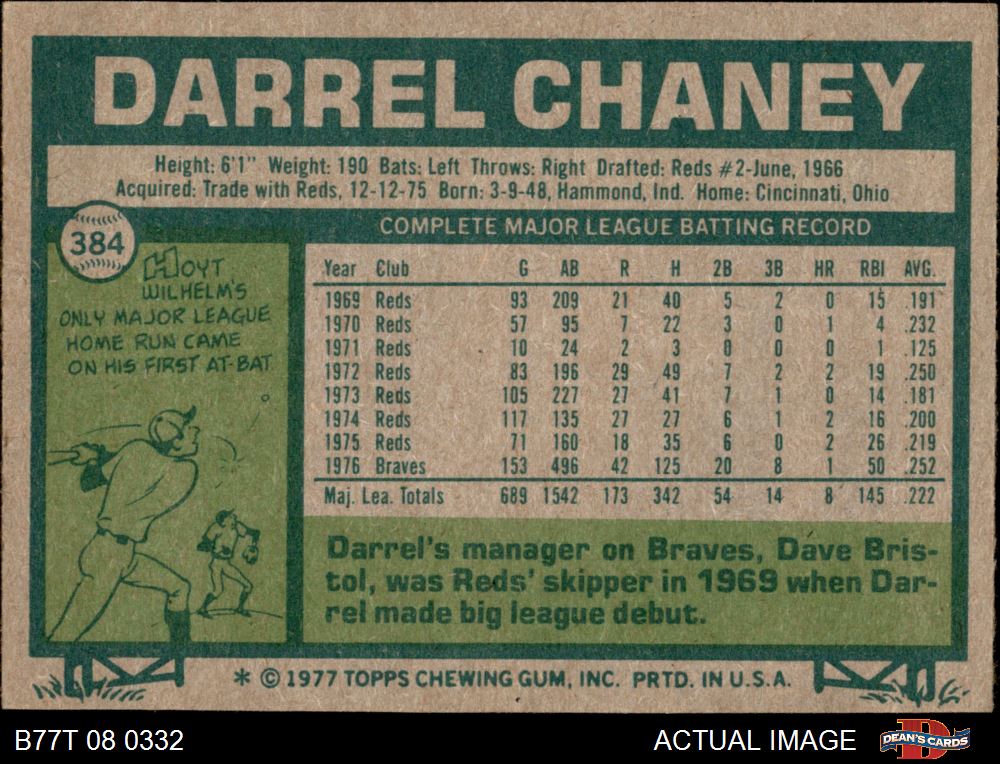 DARREL CHANEY
Height: 6'1" Weight: 190 Bats: Left Throws: Right Drafted: Reds #2-June, 1966
Acquired: Trade with Reds, 12-12-75 Born: 3-9-48, Hammond, Ind. Home: Cincinnati, Ohio
384
HOYT
WILHELM'S
ONLY MAJOR LEAGUE
HOME RUN CAME
ON HIS FIRST AT-BAT
COMPLETE MAJOR LEAGUE BATTING RECORD
Year Club G AB R H 2B 3B HR RBI AVG.
1969 Reds 93 209 21 40 5 2 0 15 .191
1970 Reds 57 95 7 22 3 0 1 4 .232
1971 Reds 10 24 2 3 0 0 0 1 .125
1972 Reds 83 196 29 49 7 2 2 19 .250
1973 Reds 105 227 27 41 7 1 0 14 .181
1974 Reds 117 135 27 27 6 1 2 16 .200
1975 Reds 71 160 18 35 6 0 2 26 .219
1976 Braves 153 496 42 125 20 8 1 50 .252
Maj. Lea. Totals 689 1542 173 342 54 14 8 145 .222
Darrel's manager on Braves, Dave Bris-
tol, was Reds' skipper in 1969 when Dar-
rel made big league debut.
* © 1977 TOPPS CHEWING GUM, INC. PRTD. IN U.S.A.
B77T 08 0332 ACTUAL IMAGE
D
DEAN'S CARDS